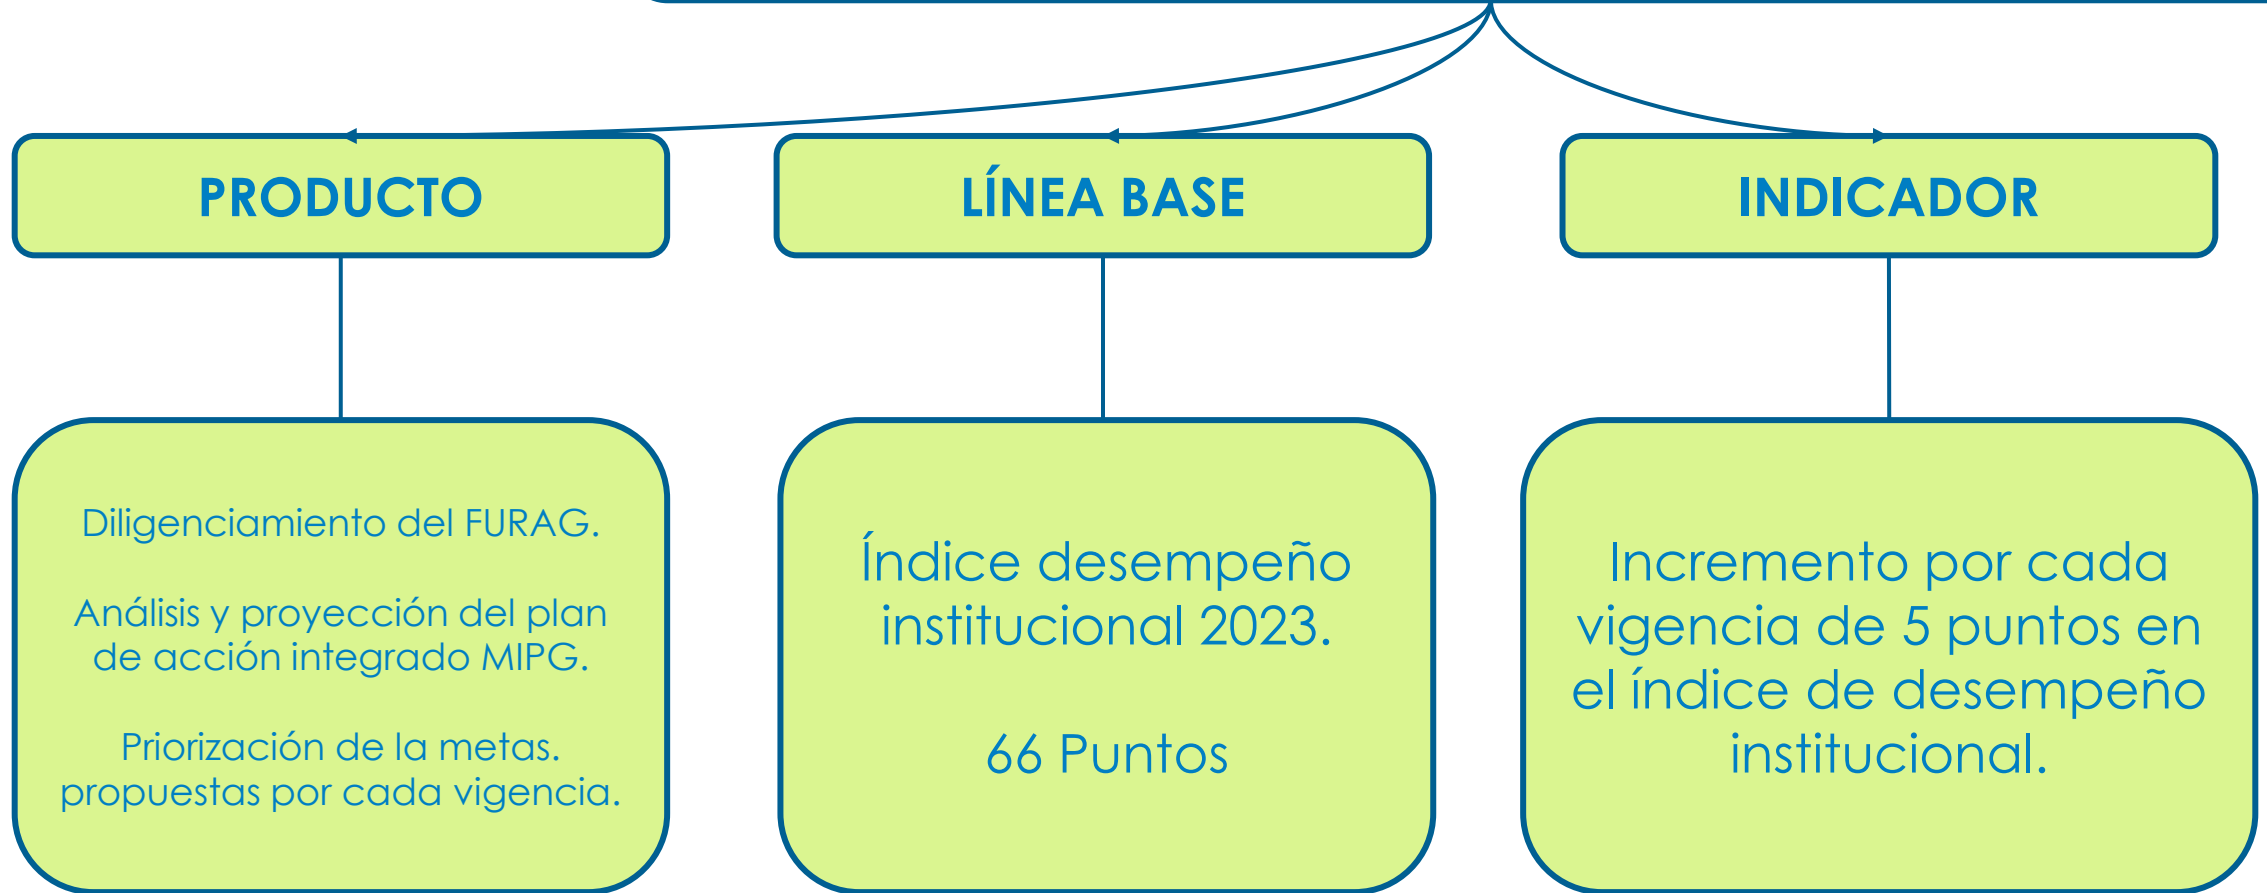 PRODUCTO
LÍNEA BASE
INDICADOR
Diligenciamiento del FURAG.
Análisis y proyección del plan
de acción integrado MIPG.
Priorización de la metas.
propuestas por cada vigencia.
Índice desempeño
institucional 2023.
66 Puntos
Incremento por cada
vigencia de 5 puntos en
el índice de desempeño
institucional.